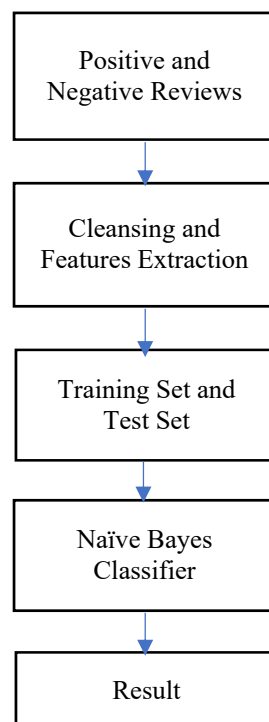 Positive and
Negative Reviews
Cleansing and
Features Extraction
Training Set and
Test Set
Naïve Bayes
Classifier
Result